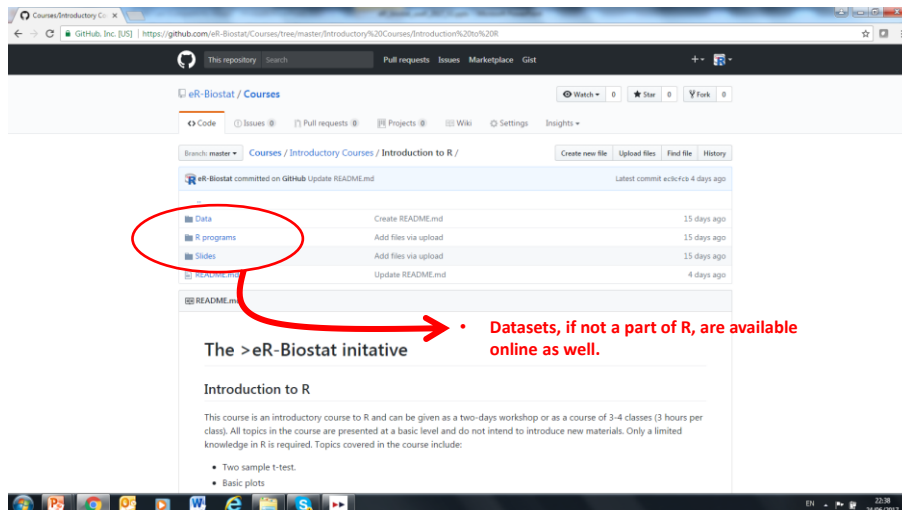 Courses/Introductory Co
GitHub, Inc. [US] | https://github.com/eR-Biostat/Courses/tree/master/Introductory%20Courses/Introduction%20to%20R
This repository Search Pull requests Issues Marketplace Gist
eR-Biostat / Courses
Watch 0 Star 0 Fork 0
Code Issues 0 Pull requests 0 Projects 0 Wiki Settings Insights
Branch: master Courses / Introductory Courses / Introduction to R / Create new file Upload files Find file History
eR-Biostat committed on GitHub Update README.md Latest commit 4 days ago
Data Create README.md 15 days ago
R programs Add files via upload 15 days ago
Slides Add files via upload 15 days ago
README.md Update README.md 4 days ago
README.md
• Datasets, if not a part of R, are available
online as well.
The >eR-Biostat initative
Introduction to R
This course is an introductory course to R and can be given as a two-days workshop or as a course of 3-4 classes (3 hours per
class). All topics in the course are presented at a basic level and do not intend to introduce new materials. Only a limited
knowledge in R is required. Topics covered in the course include:
• Two sample t-test.
• Basic plots
EN 22:38